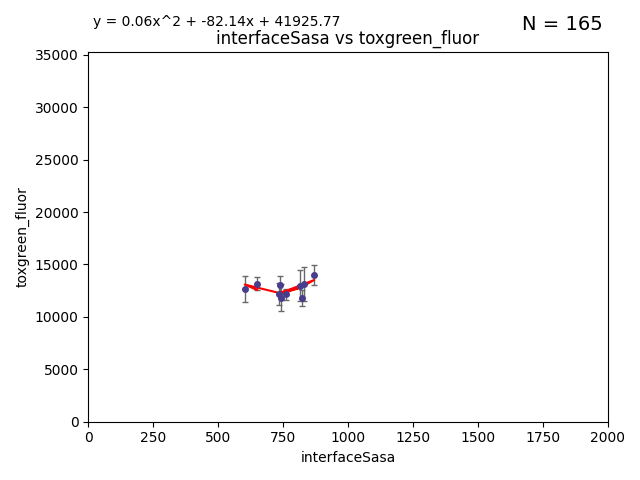 y = 0.06x^2 + -82.14x + 41925.77
N = 165
interfaceSasa vs toxgreen_fluor
35000
30000
25000
20000
15000
10000
5000
0
toxgreen_fluor
0 250 500 750 1000 1250 1500 1750 2000
interfaceSasa